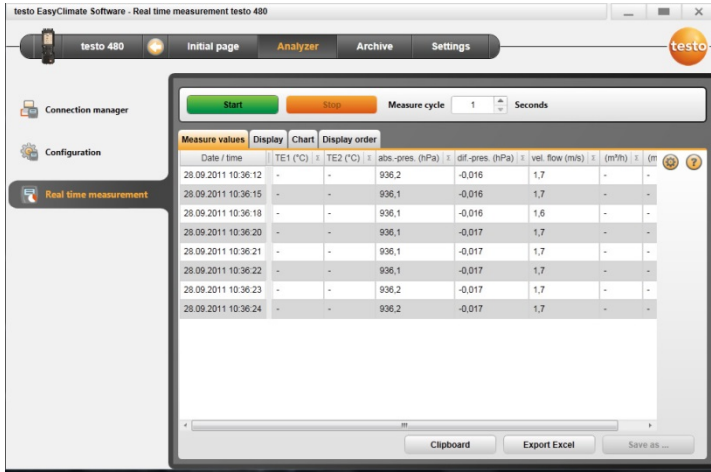 testo EasyClimate Software - Real time measurement testo 480
testo 480 Initial page Analyzer Archive Settings testo
Connection manager
Configuration
Real time measurement
Start Stop Measure cycle 1 Seconds
Measure values Display Chart Display order
Date / time TE1 (°C) TE2 (°C) abs.-pres. (hPa) dif.-pres. (hPa) vel. flow (m/s) (m³/h) (m
28.09.2011 10:36:12 - - 936,2 -0,016 1,7 - -
28.09.2011 10:36:15 - - 936,1 -0,016 1,7 - -
28.09.2011 10:36:18 - - 936,1 -0,016 1,6 - -
28.09.2011 10:36:20 - - 936,1 -0,017 1,7 - -
28.09.2011 10:36:21 - - 936,1 -0,017 1,7 - -
28.09.2011 10:36:22 - - 936,1 -0,017 1,7 - -
28.09.2011 10:36:23 - - 936,2 -0,017 1,7 - -
28.09.2011 10:36:24 - - 936,2 -0,017 1,7 - -
Clipboard Export Excel Save as ...